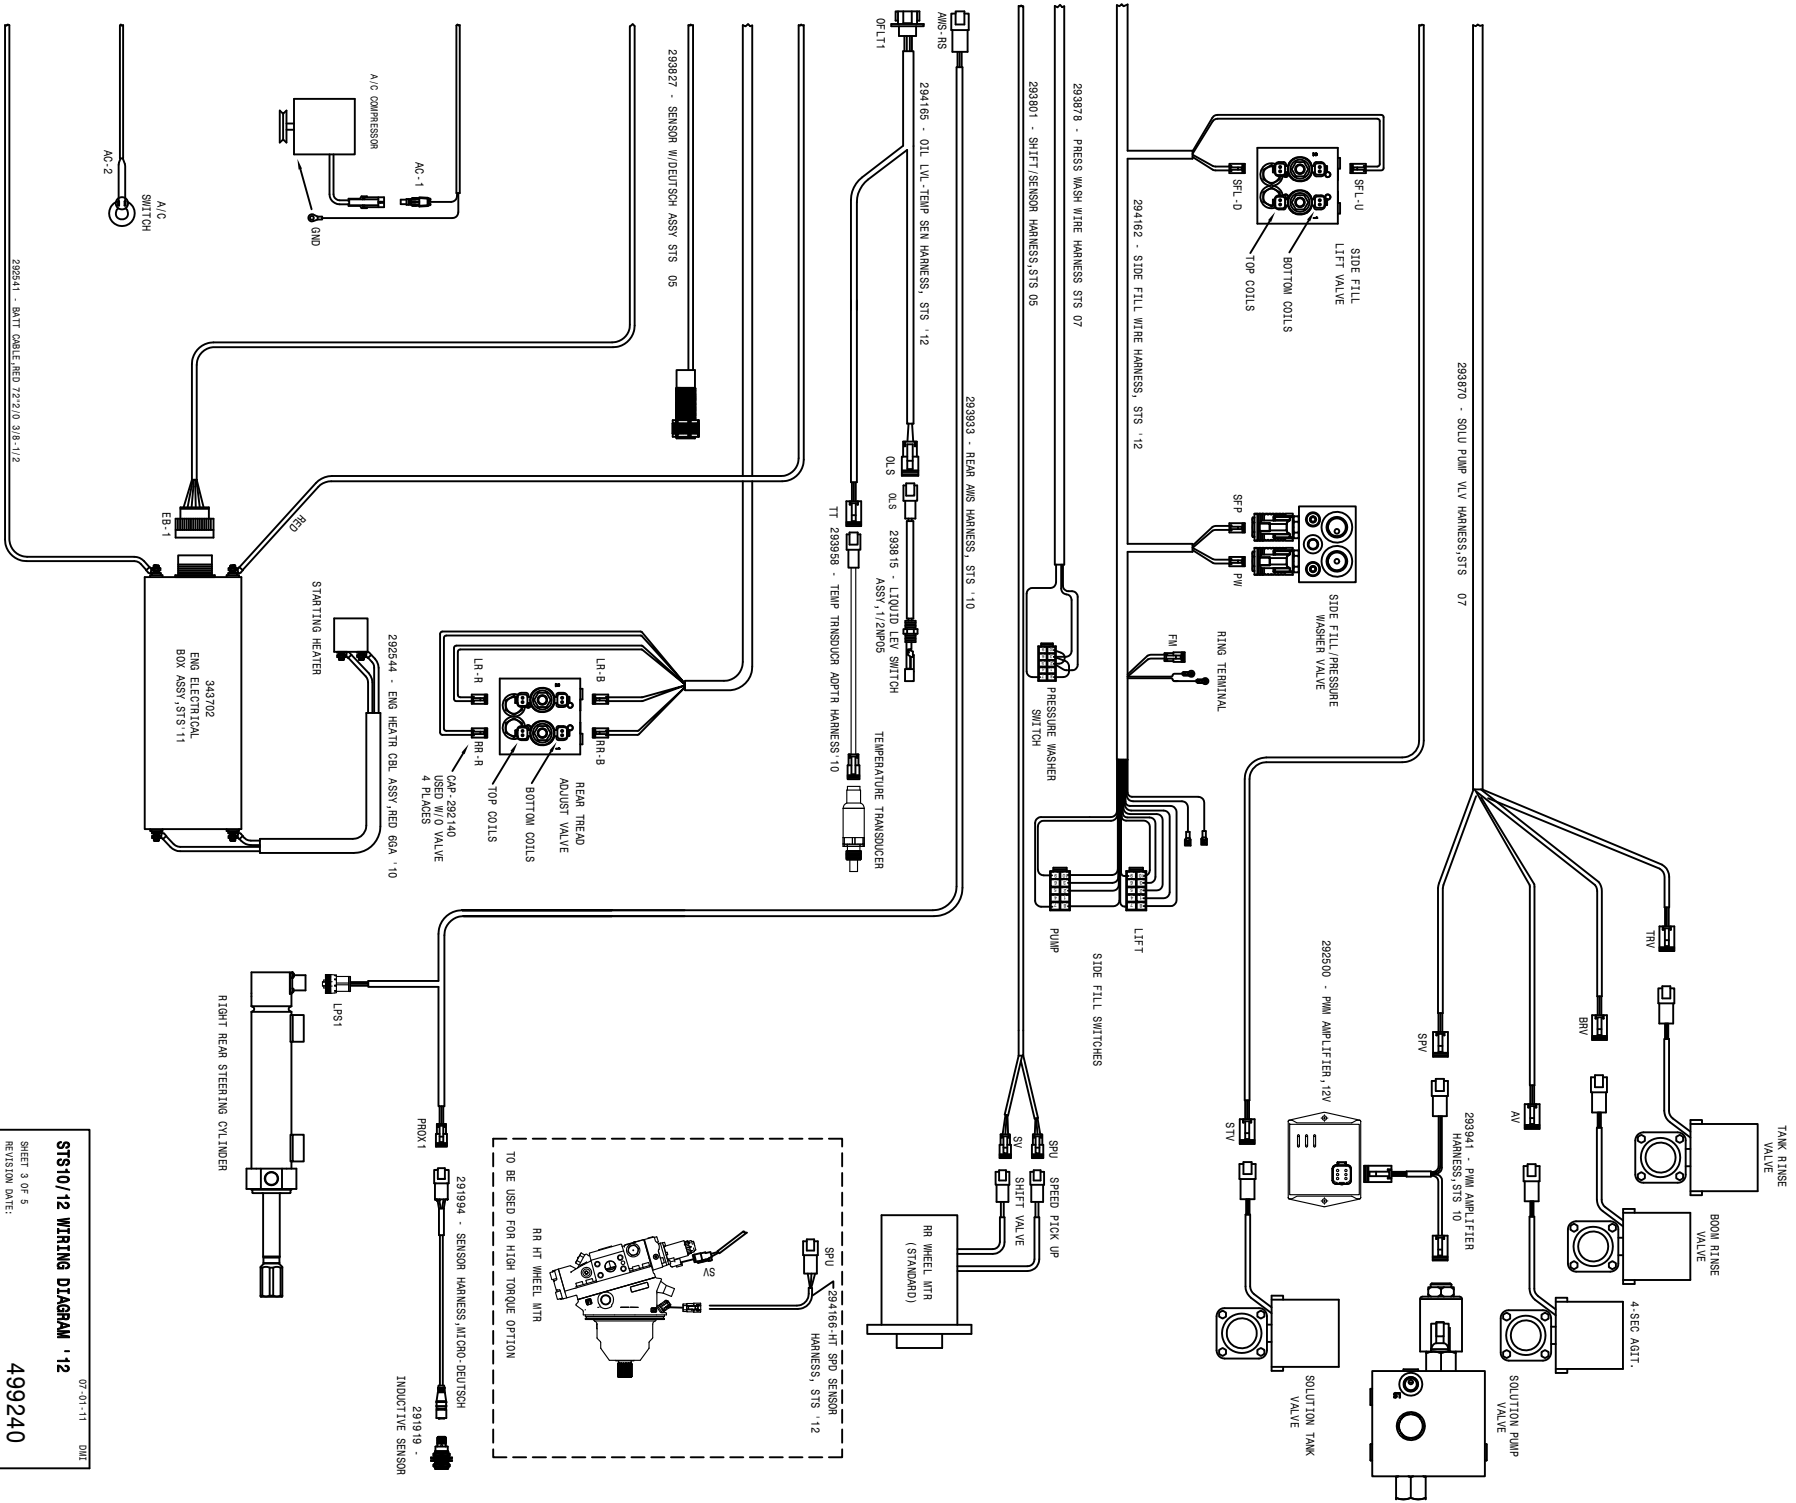 293870 - SOLU PUMP VLV HARNESS,STS 07
TRV
TANK RINSE
VALVE
BRV
BOOM RINSE
VALVE
AV
4-SEC AGIT.
SPV
293941 - PWM AMPLIFIER
HARNESS,STS 10
SOLUTION PUMP
VALVE
292500 - PWM AMPLIFIER,12V
STV
SOLUTION TANK
VALVE
SIDE FILL
LIFT VALVE
SFL-U
SFL-D
BOTTOM COILS
TOP COILS
SIDE FILL/PRESSURE
WASHER VALVE
SFP
PW
RING TERMINAL
FM
294162 - SIDE FILL WIRE HARNESS, STS '12
LIFT
PUMP
SIDE FILL SWITCHES
293878 - PRESS WASH WIRE HARNESS STS 07
PRESSURE WASHER
SWITCH
293801 - SHIFT/SENSOR HARNESS,STS 05
SPU
SPEED PICK UP
SV
SHIFT VALVE
RR WHEEL MTR
(STANDARD)
AWS-RS
293933 - REAR AWS HARNESS, STS '10
OFLT1
294165 - OIL LVL-TEMP SEN HARNESS, STS '12
OLS
OLS
293815 - LIQUID LEV SWITCH
ASSY,1/2NPO5
TT
293958 - TEMP TRNSDUCR ADPTR HARNESS'10
TEMPERATURE TRANSDUCER
SPU
294166-HT SPD SENSOR
HARNESS, STS '12
SV
RR HT WHEEL MTR
TO BE USED FOR HIGH TORQUE OPTION
293827 - SENSOR W/DEUTSCH ASSY STS 05
LR-B
RR-B
LR-R
RR-R
REAR TREAD
ADJUST VALVE
BOTTOM COILS
TOP COILS
CAP-292140
USED W/O VALVE
4 PLACES
PROX1
291994 - SENSOR HARNESS,MICRO-DEUTSCH
291919 -
INDUCTIVE SENSOR
LPS1
RIGHT REAR STEERING CYLINDER
A/C COMPRESSOR
AC-1
GND
A/C
SWITCH
AC-2
EB-1
RED
STARTING HEATER
292544 - ENG HEATR CBL ASSY,RED 6GA '10
343702
ENG ELECTRICAL
BOX ASSY,STS'11
292541 - BATT CABLE,RED 72"2/0 3/8-1/2
STS10/12 WIRING DIAGRAM '12
07-01-11 DMI
SHEET 3 OF 5
REVISION DATE:
499240